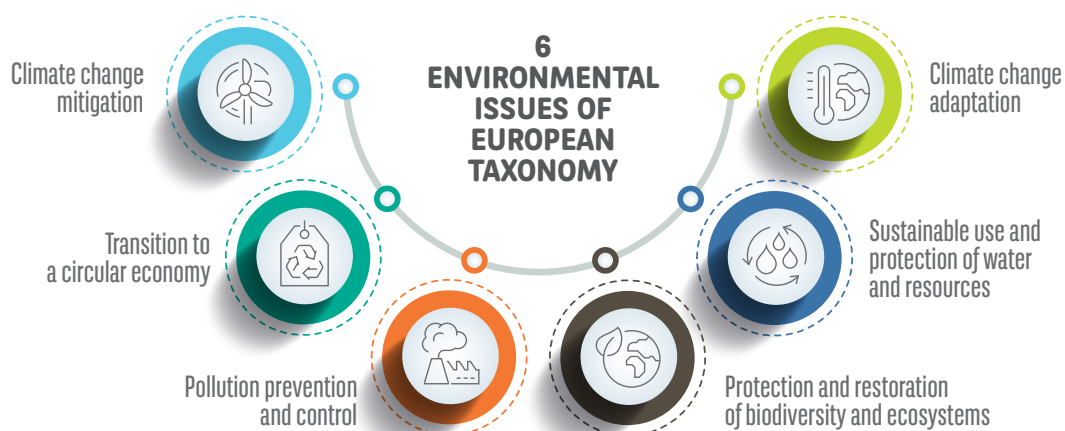 6
ENVIRONMENTAL
ISSUES OF
EUROPEAN
TAXONOMY
Climate change
mitigation
Climate change
adaptation
Transition to
a circular economy
Sustainable use and
protection of water
and resources
Pollution prevention
and control
Protection and restoration
of biodiversity and ecosystems